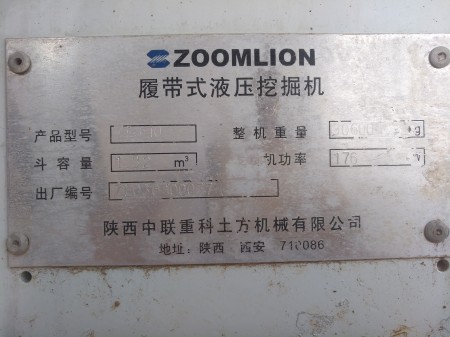 ZOOMLION
履带式液压挖掘机
产品型号 整机重量 kg
斗容量 m³ 机功率 176
出厂编号
陕西中联重科土方机械有限公司
地址：陕西 西安 710086